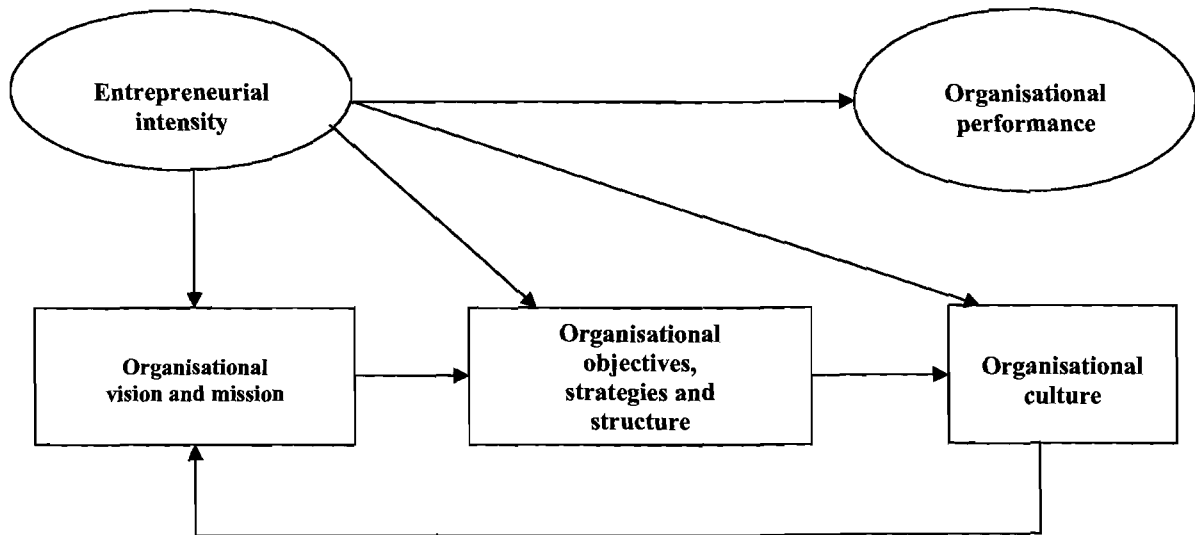 Entrepreneurial
intensity
Organisational
performance
Organisational
vision and mission
Organisational
objectives,
strategies and
structure
Organisational
culture